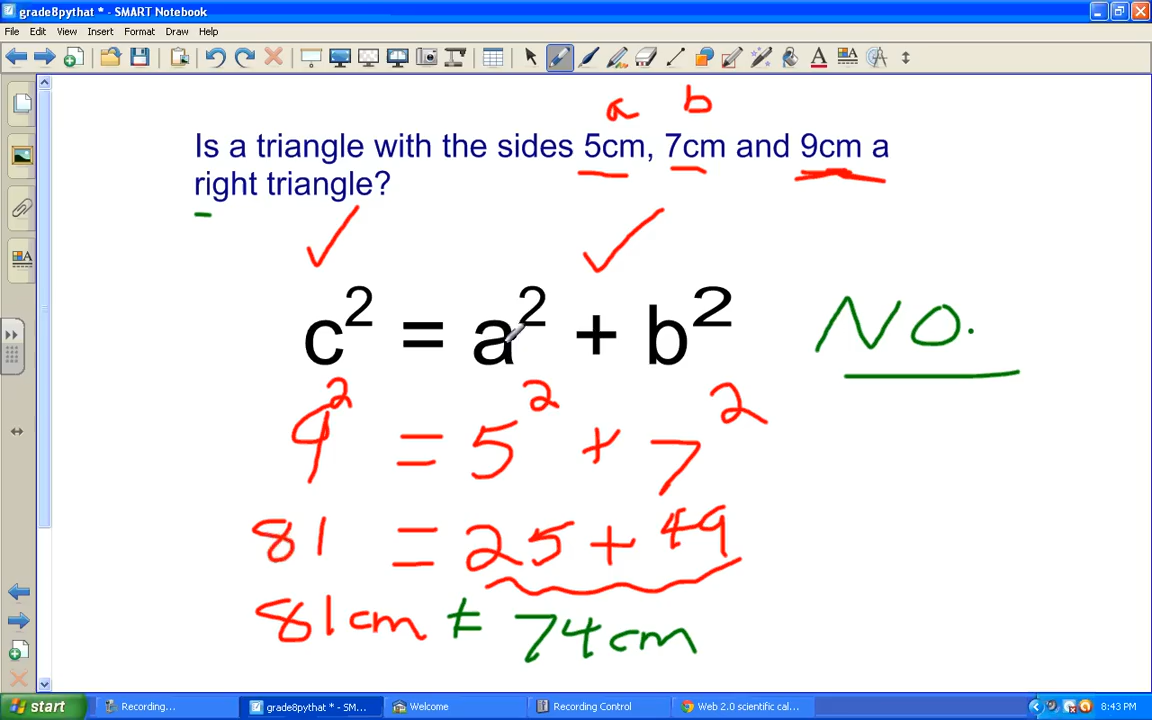 grade8pythat * - SMART Notebook
File Edit View Insert Format Draw Help
a b
Is a triangle with the sides 5cm, 7cm and 9cm a
right triangle?
c² = a² + b²
NO.
9² = 5² + 7²
81 = 25 + 49
81cm ≠ 74cm
start Recording... grade8pythat * - SM... Welcome Recording Control Web 2.0 scientific cal... 8:43 PM